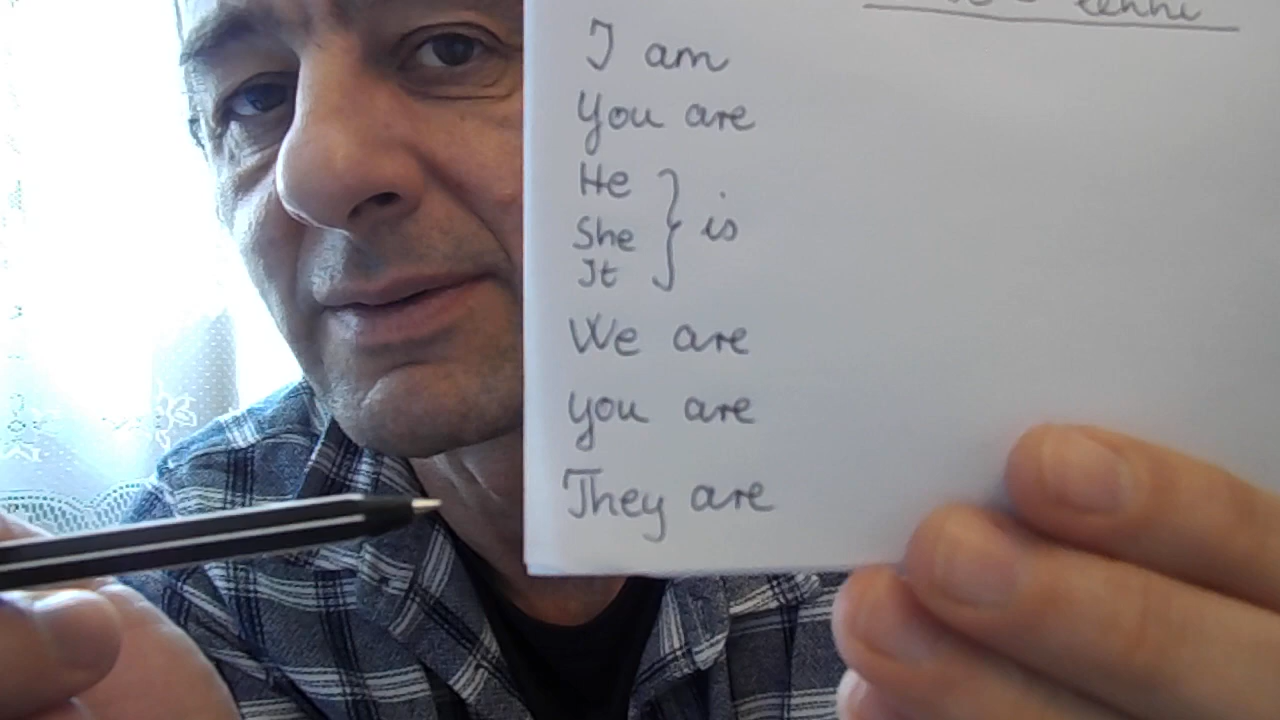 I am
You are
He
She } is
It
We are
you are
They are